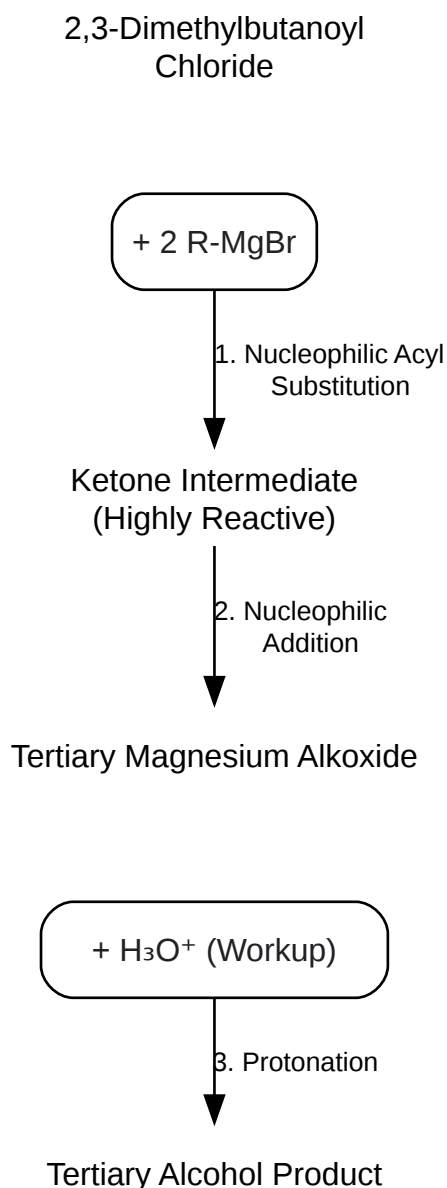 2,3-Dimethylbutanoyl
Chloride
+ 2 R-MgBr
1. Nucleophilic Acyl
Substitution
Ketone Intermediate
(Highly Reactive)
2. Nucleophilic
Addition
Tertiary Magnesium Alkoxide
+ H₃O⁺ (Workup)
3. Protonation
Tertiary Alcohol Product